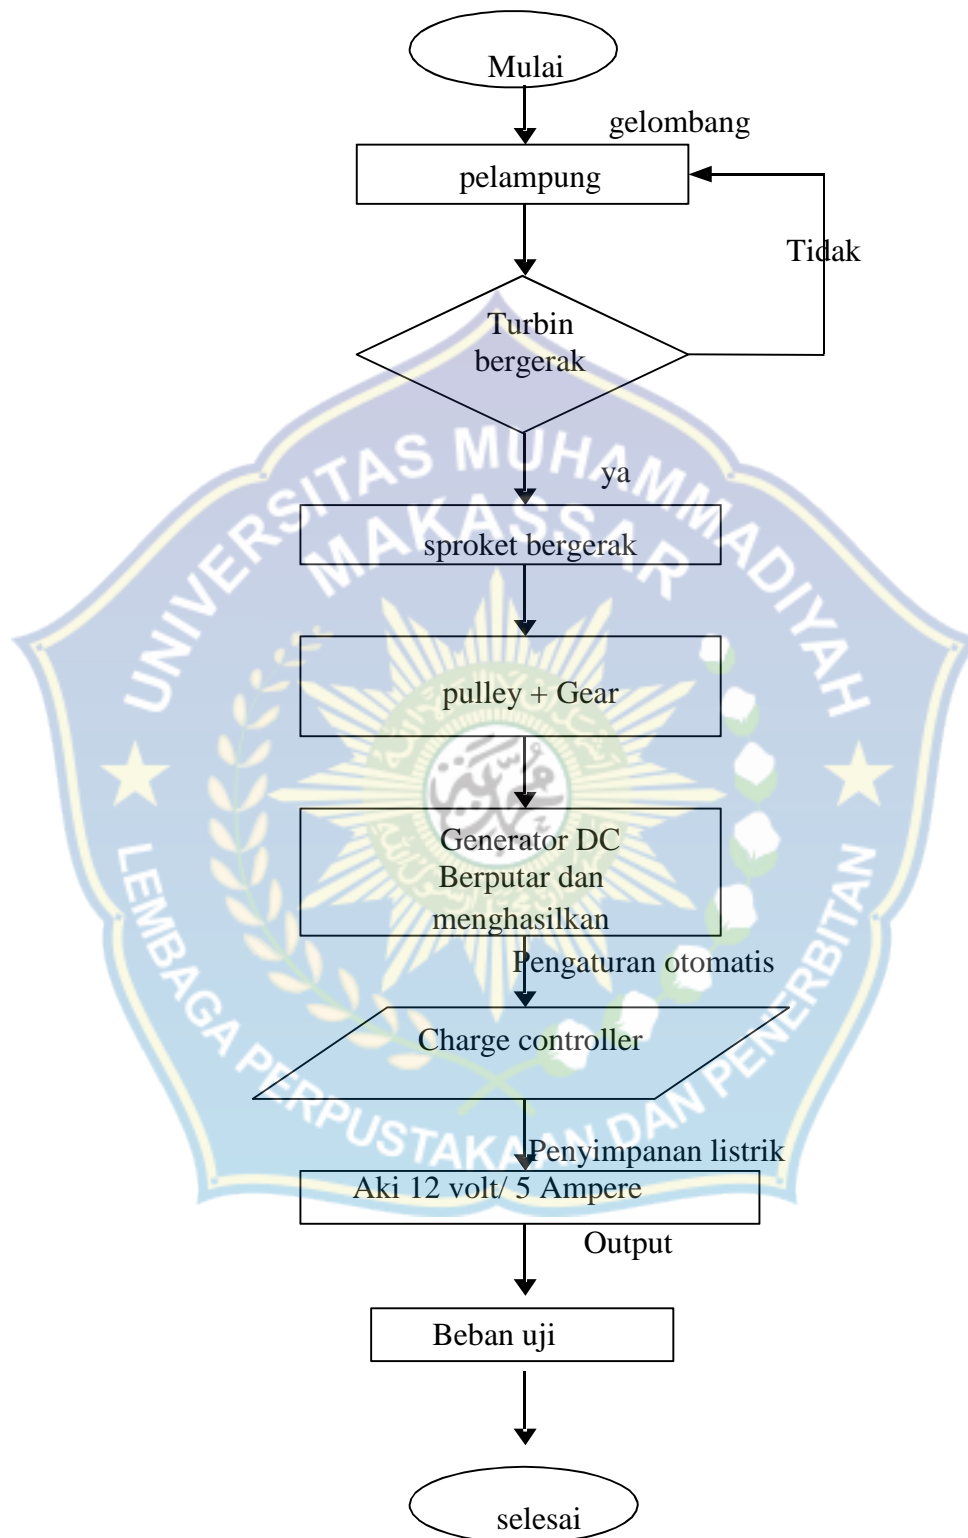 Mulai
gelombang
pelampung
Tidak
Turbin
bergerak
UNIVERSITAS MUHAMMADIYAH
ya
MAKASSAR
sproket bergerak
pulley + Gear
Generator DC
Berputar dan
menghasilkan
Pengaturan otomatis
Charge controller
LEMBAGA PERPUSTAKAAN DAN PENERBITAN
Penyimpanan listrik
Aki 12 volt/ 5 Ampere
Output
Beban uji
selesai